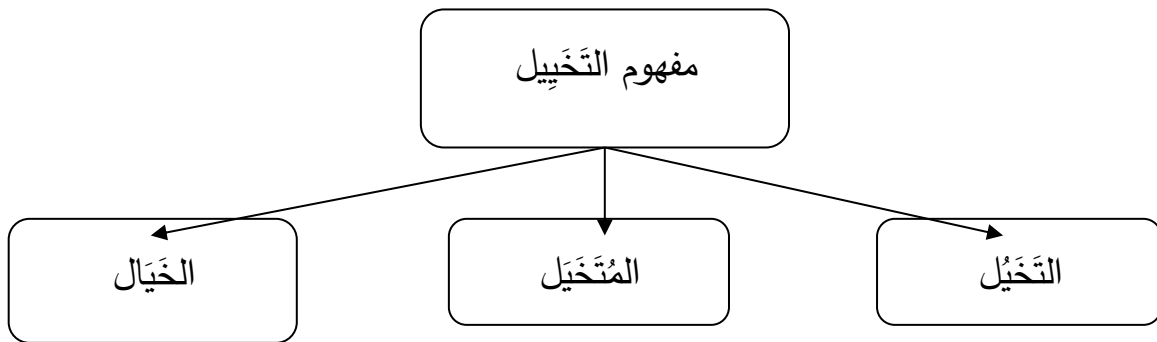 مفهوم التَخَيِيل
التَخَيُل
المُتَخَيَل
الخَيَال